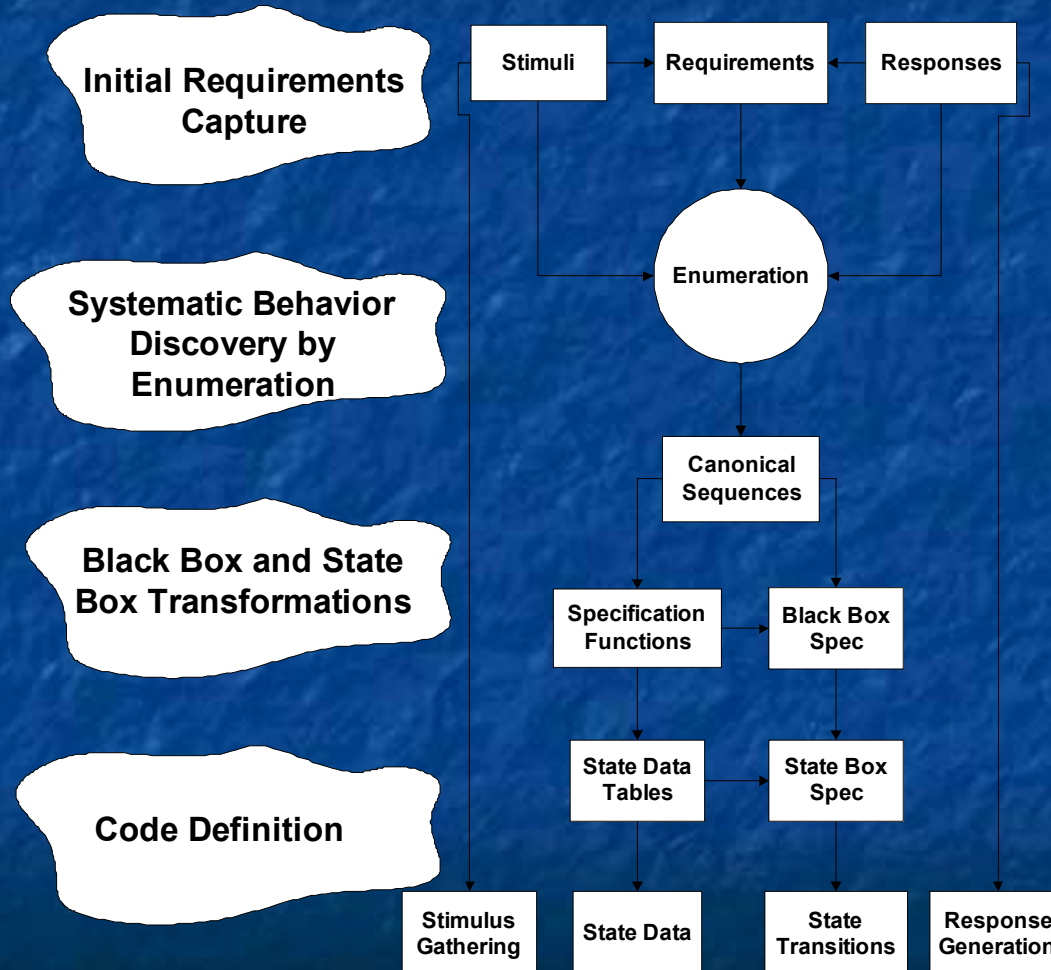 Initial Requirements
Capture
Stimuli
Requirements
Responses
Systematic Behavior
Discovery by
Enumeration
Enumeration
Canonical
Sequences
Black Box and State
Box Transformations
Specification
Functions
Black Box
Spec
State Data
Tables
State Box
Spec
Code Definition
Stimulus
Gathering
State Data
State
Transitions
Response
Generation